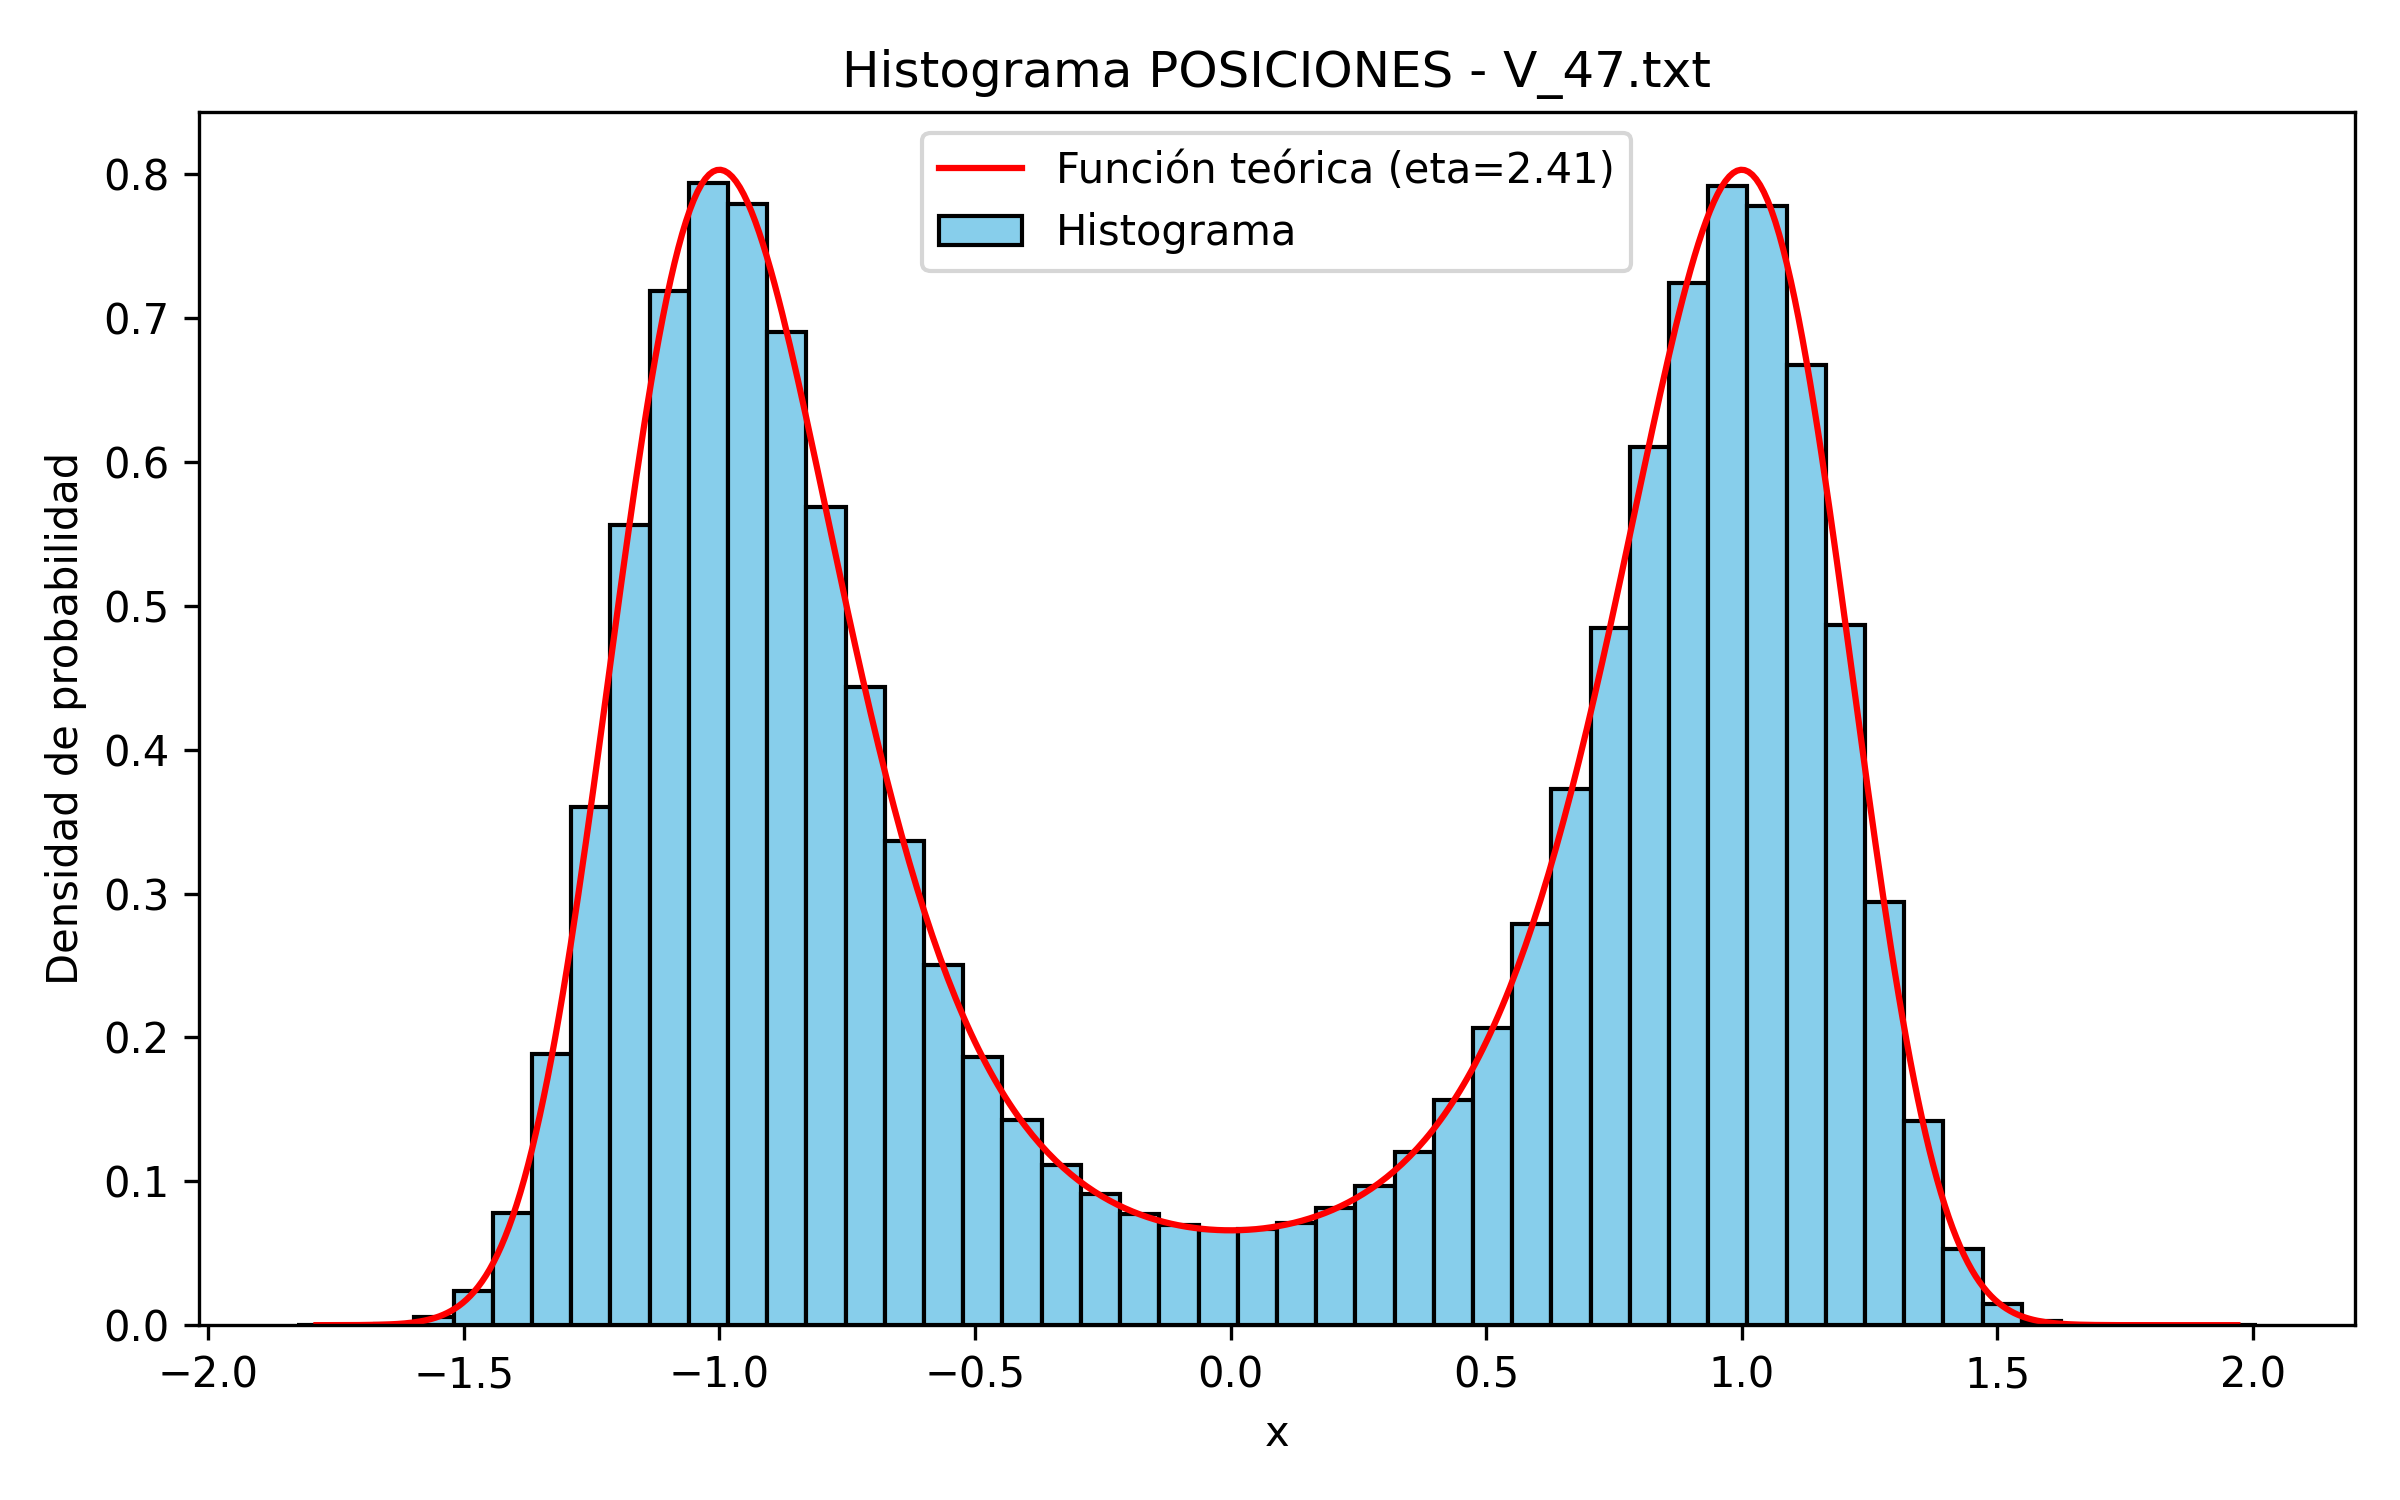 Histograma POSICIONES - V_47.txt
Función teórica (eta=2.41)
Histograma
Densidad de probabilidad
0.8
0.7
0.6
0.5
0.4
0.3
0.2
0.1
0.0
−2.0 −1.5 −1.0 −0.5 0.0 0.5 1.0 1.5 2.0
x